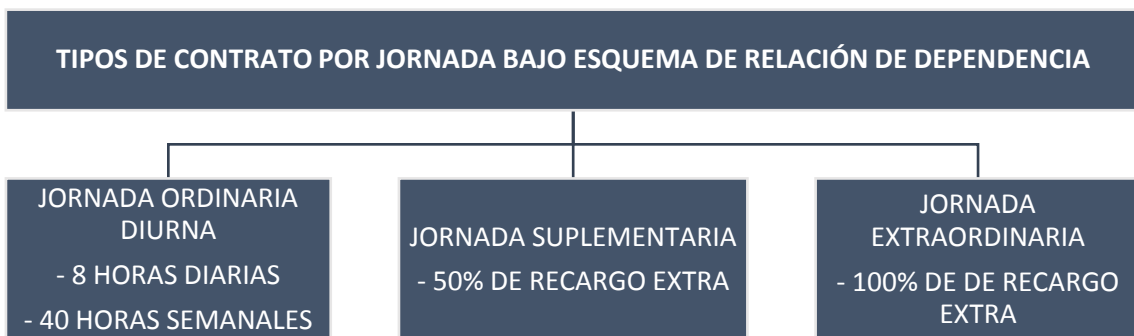 TIPOS DE CONTRATO POR JORNADA BAJO ESQUEMA DE RELACIÓN DE DEPENDENCIA
JORNADA ORDINARIA
DIURNA
- 8 HORAS DIARIAS
- 40 HORAS SEMANALES
JORNADA SUPLEMENTARIA
- 50% DE RECARGO EXTRA
JORNADA
EXTRAORDINARIA
- 100% DE DE RECARGO
EXTRA